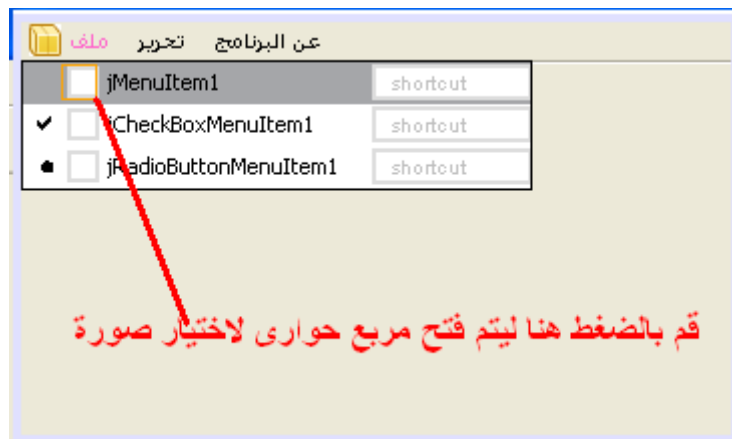 ملف تحرير عن البرنامج
jMenuItem1 shortcut
jCheckBoxMenuItem1 shortcut
jRadioButtonMenuItem1 shortcut
قم بالضغط هنا ليتم فتح مربع حوارى لاختيار صورة